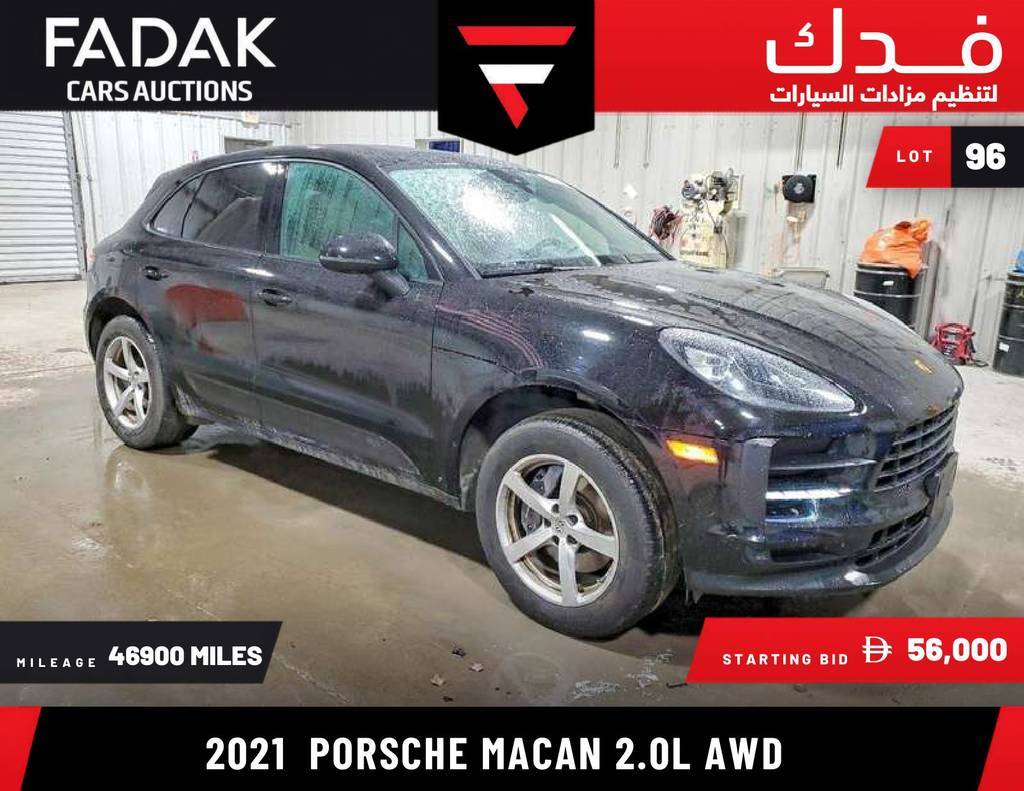 FADAK
CARS AUCTIONS
فدك
لتنظيم مزادات السيارات
LOT 96
MILEAGE 46900 MILES
STARTING BID 56,000
2021 PORSCHE MACAN 2.0L AWD